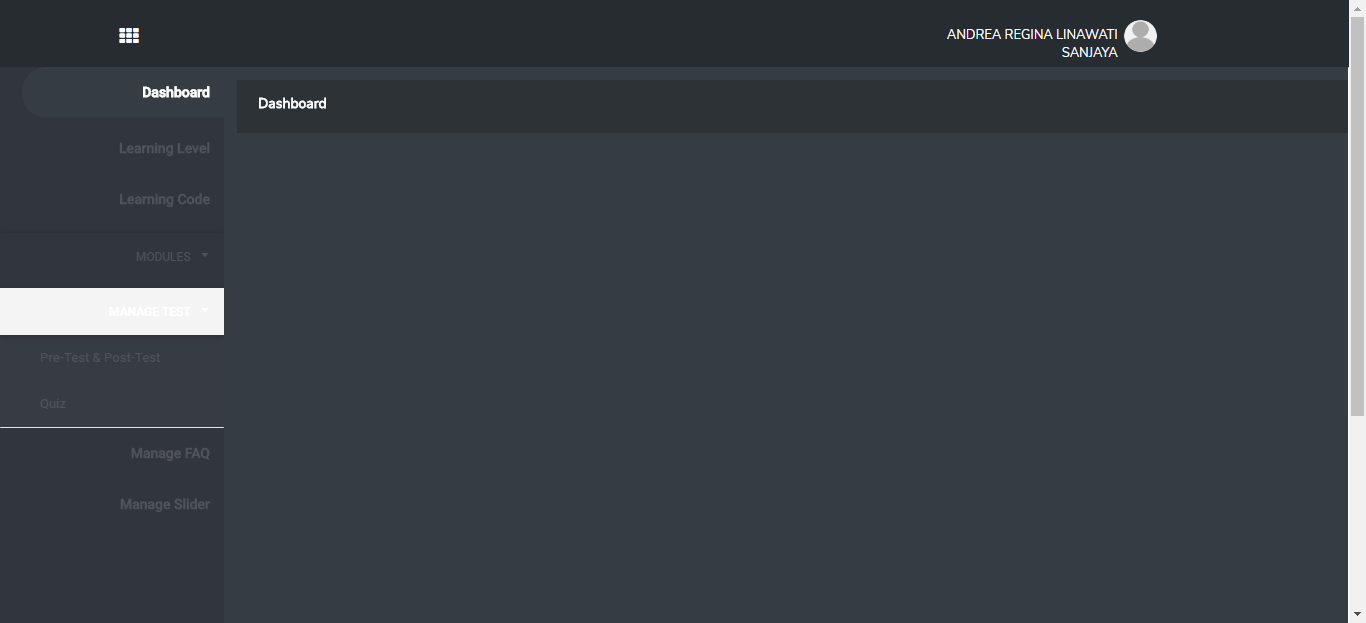 ANDREA REGINA LINAWATI
SANJAYA
Dashboard
Dashboard
Learning Level
Learning Code
MODULES
MANAGE TEST
Pre-Test & Post-Test
Quiz
Manage FAQ
Manage Slider